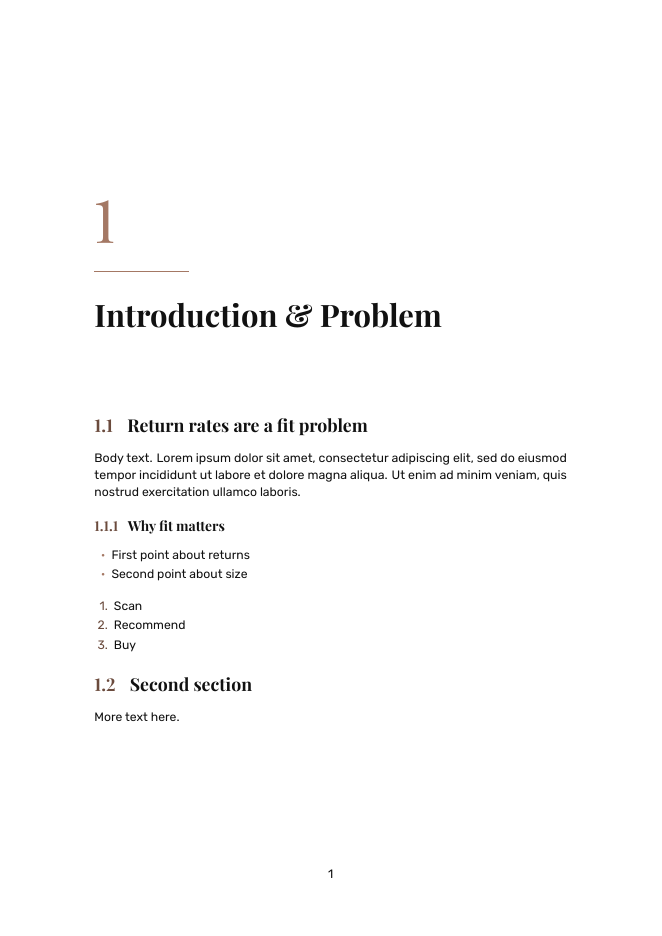 1
Introduction & Problem
1.1 Return rates are a fit problem
Body text. Lorem ipsum dolor sit amet, consectetur adipiscing elit, sed do eiusmod
tempor incididunt ut labore et dolore magna aliqua. Ut enim ad minim veniam, quis
nostrud exercitation ullamco laboris.
1.1.1 Why fit matters
• First point about returns
• Second point about size
1. Scan
2. Recommend
3. Buy
1.2 Second section
More text here.
1